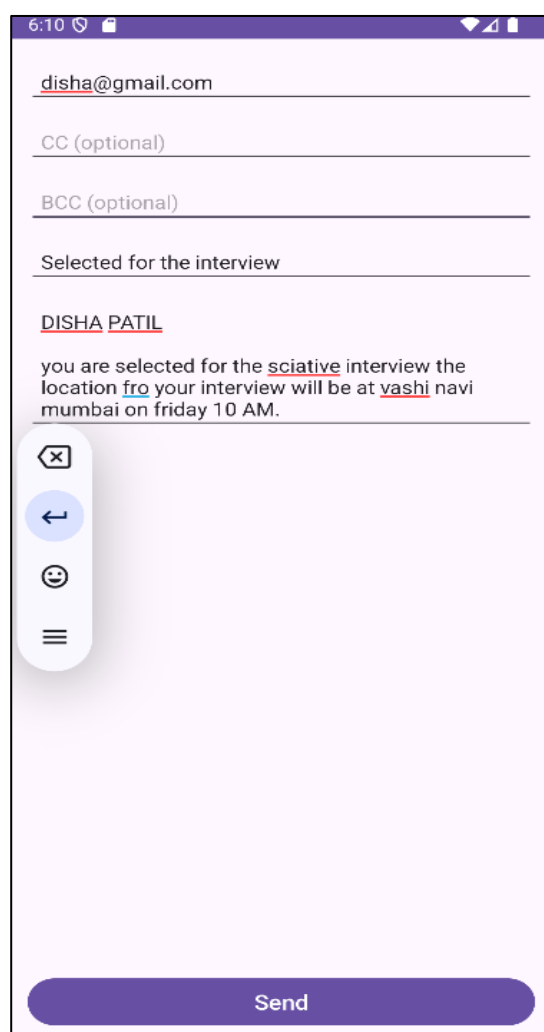 6:10
disha@gmail.com
CC (optional)
BCC (optional)
Selected for the interview
DISHA PATIL
you are selected for the sciative interview the
location fro your interview will be at vashi navi
mumbai on friday 10 AM.
Send